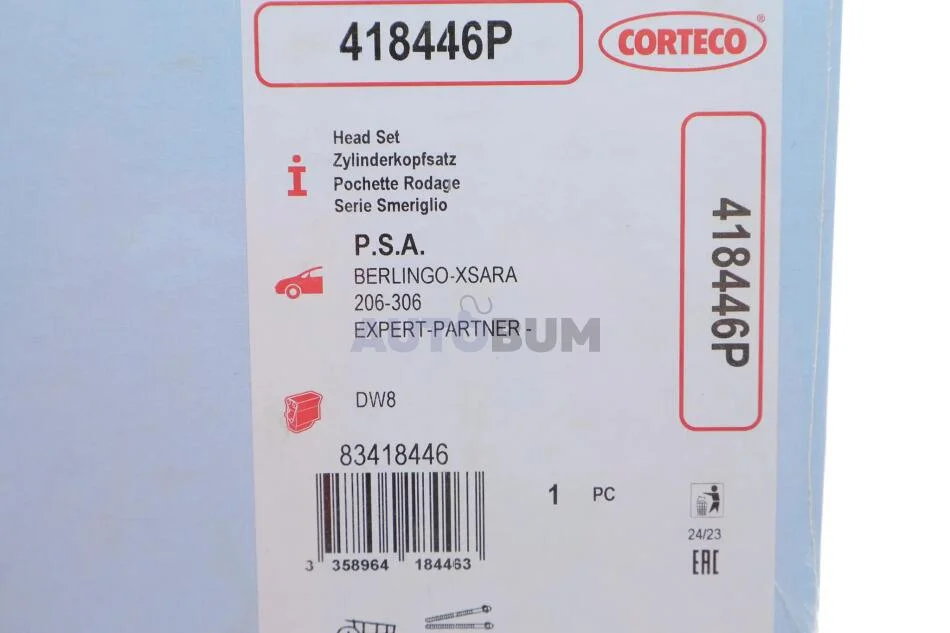 418446P
CORTECO®
Head Set
Zylinderkopfsatz
Pochette Rodage
Serie Smeriglio
P.S.A.
BERLINGO-XSARA
206-306
EXPERT-PARTNER -
AUTOBUM
DW8
418446P
83418446
1 PC
3 358964 184463
24/23
EAC